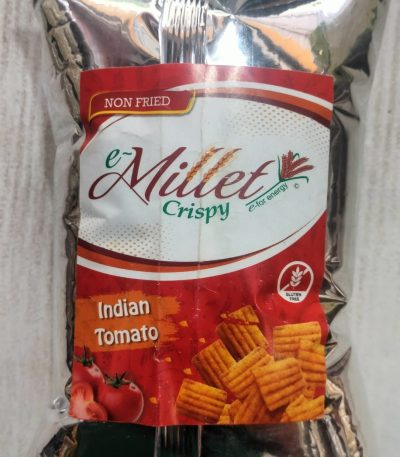 NON FRIED
e-Millet
Crispy
e-for energy
©
GLUTEN
FREE
Indian
Tomato